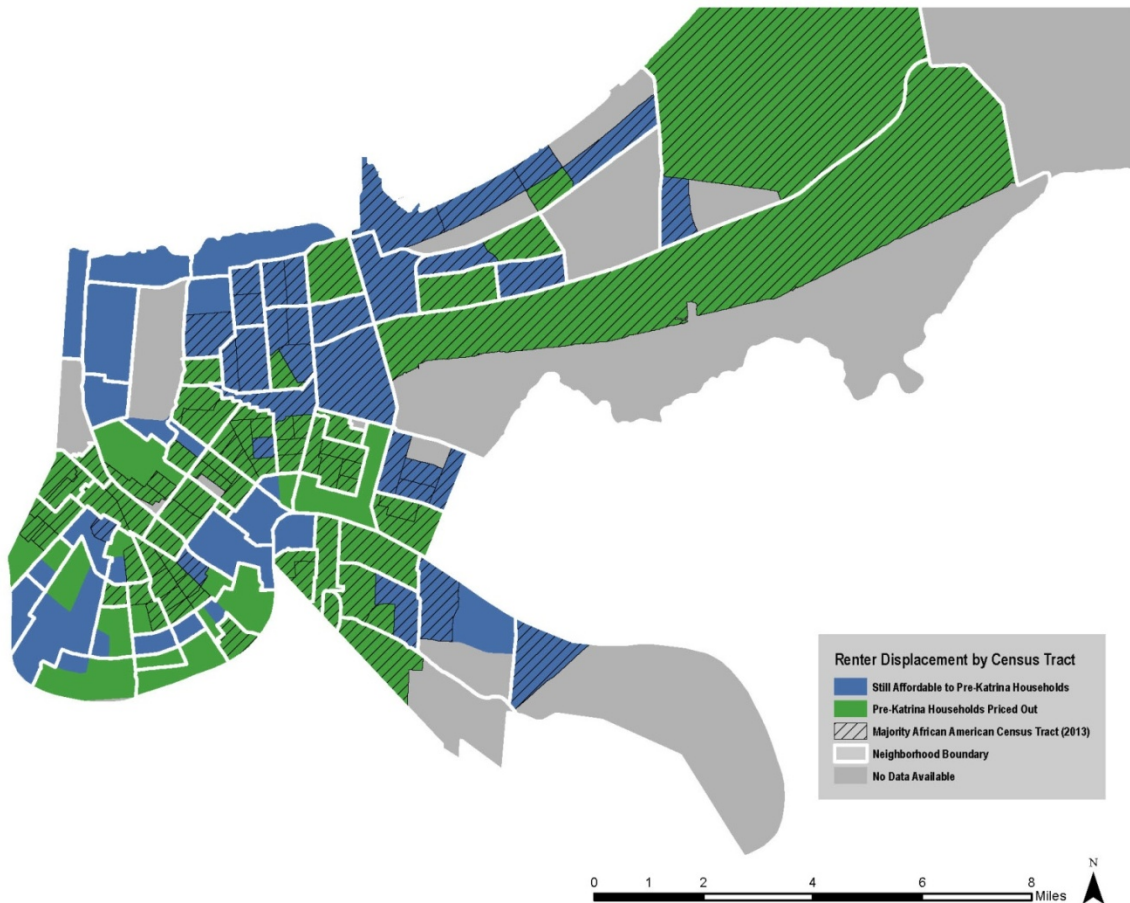 Renter Displacement by Census Tract
Still Affordable to Pre-Katrina Households
Pre-Katrina Households Priced Out
Majority African American Census Tract (2013)
Neighborhood Boundary
No Data Available
N
0 1 2 4 6 8
Miles